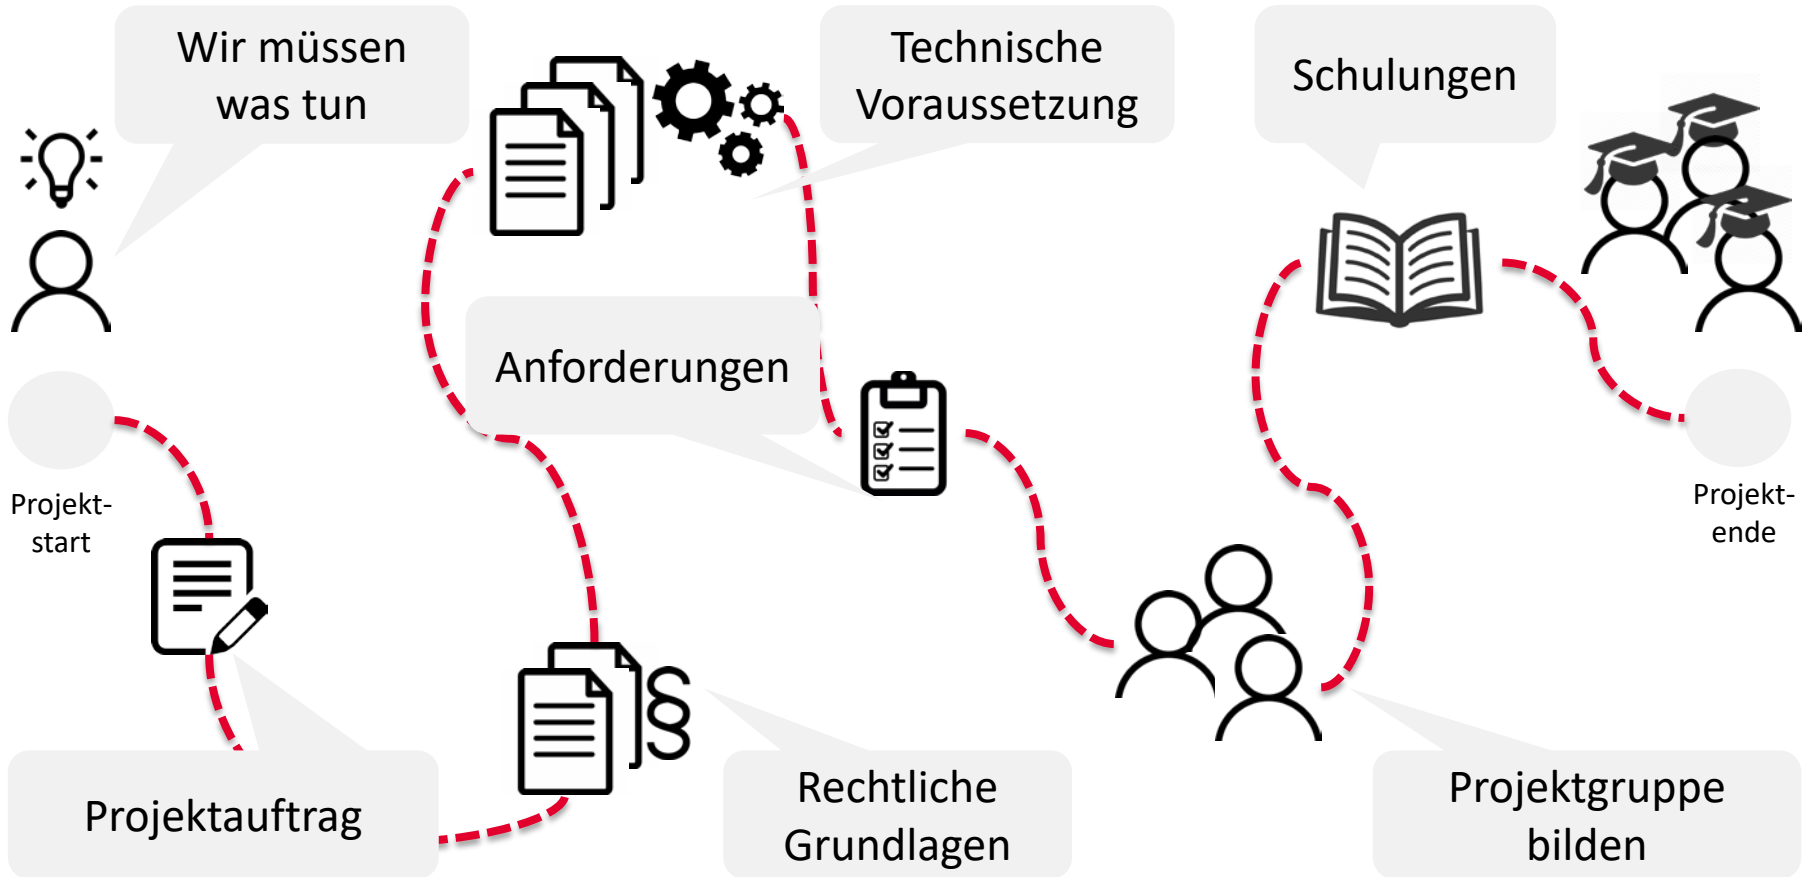 Wir müssen
was tun
Technische
Voraussetzung
Schulungen
Anforderungen
Projekt-
start
Projekt-
ende
Projektauftrag
Rechtliche
Grundlagen
Projektgruppe
bilden